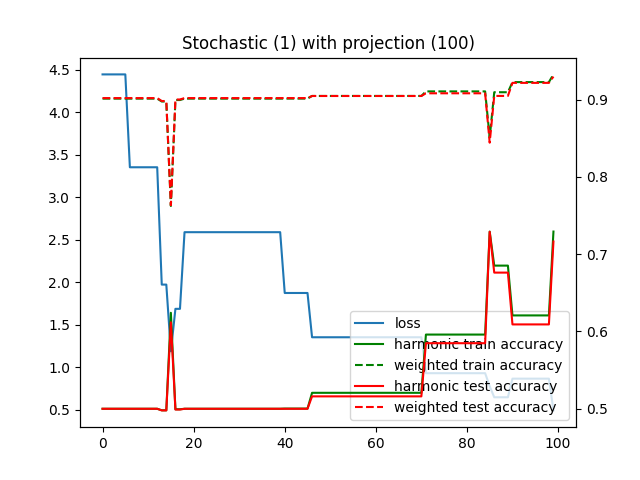 Stochastic (1) with projection (100)
4.5
4.0
3.5
3.0
2.5
2.0
1.5
1.0
0.5
0.9
0.8
0.7
0.6
0.5
loss
harmonic train accuracy
weighted train accuracy
harmonic test accuracy
weighted test accuracy
0 20 40 60 80 100